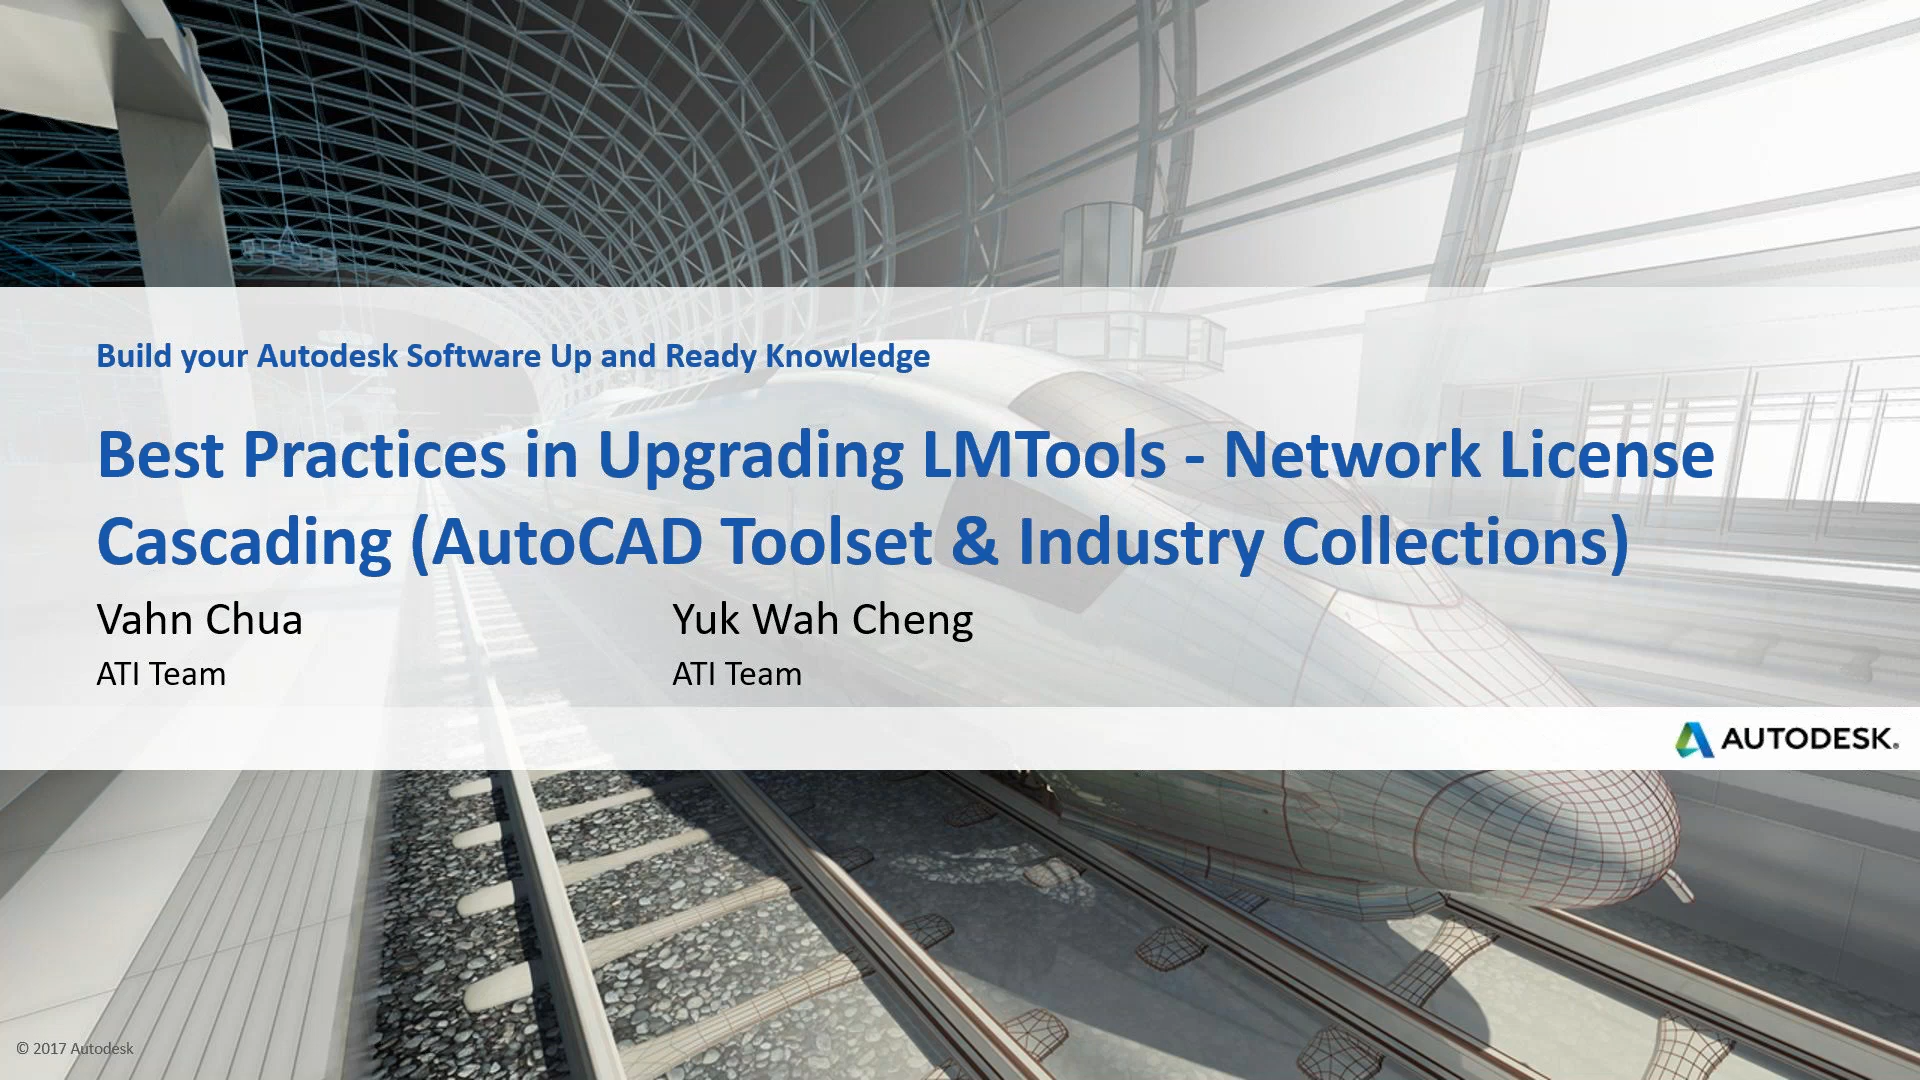 Build your Autodesk Software Up and Ready Knowledge
Best Practices in Upgrading LMTools - Network License
Cascading (AutoCAD Toolset & Industry Collections)
Vahn Chua
Yuk Wah Cheng
ATI Team
ATI Team
AUTODESK®
© 2017 Autodesk